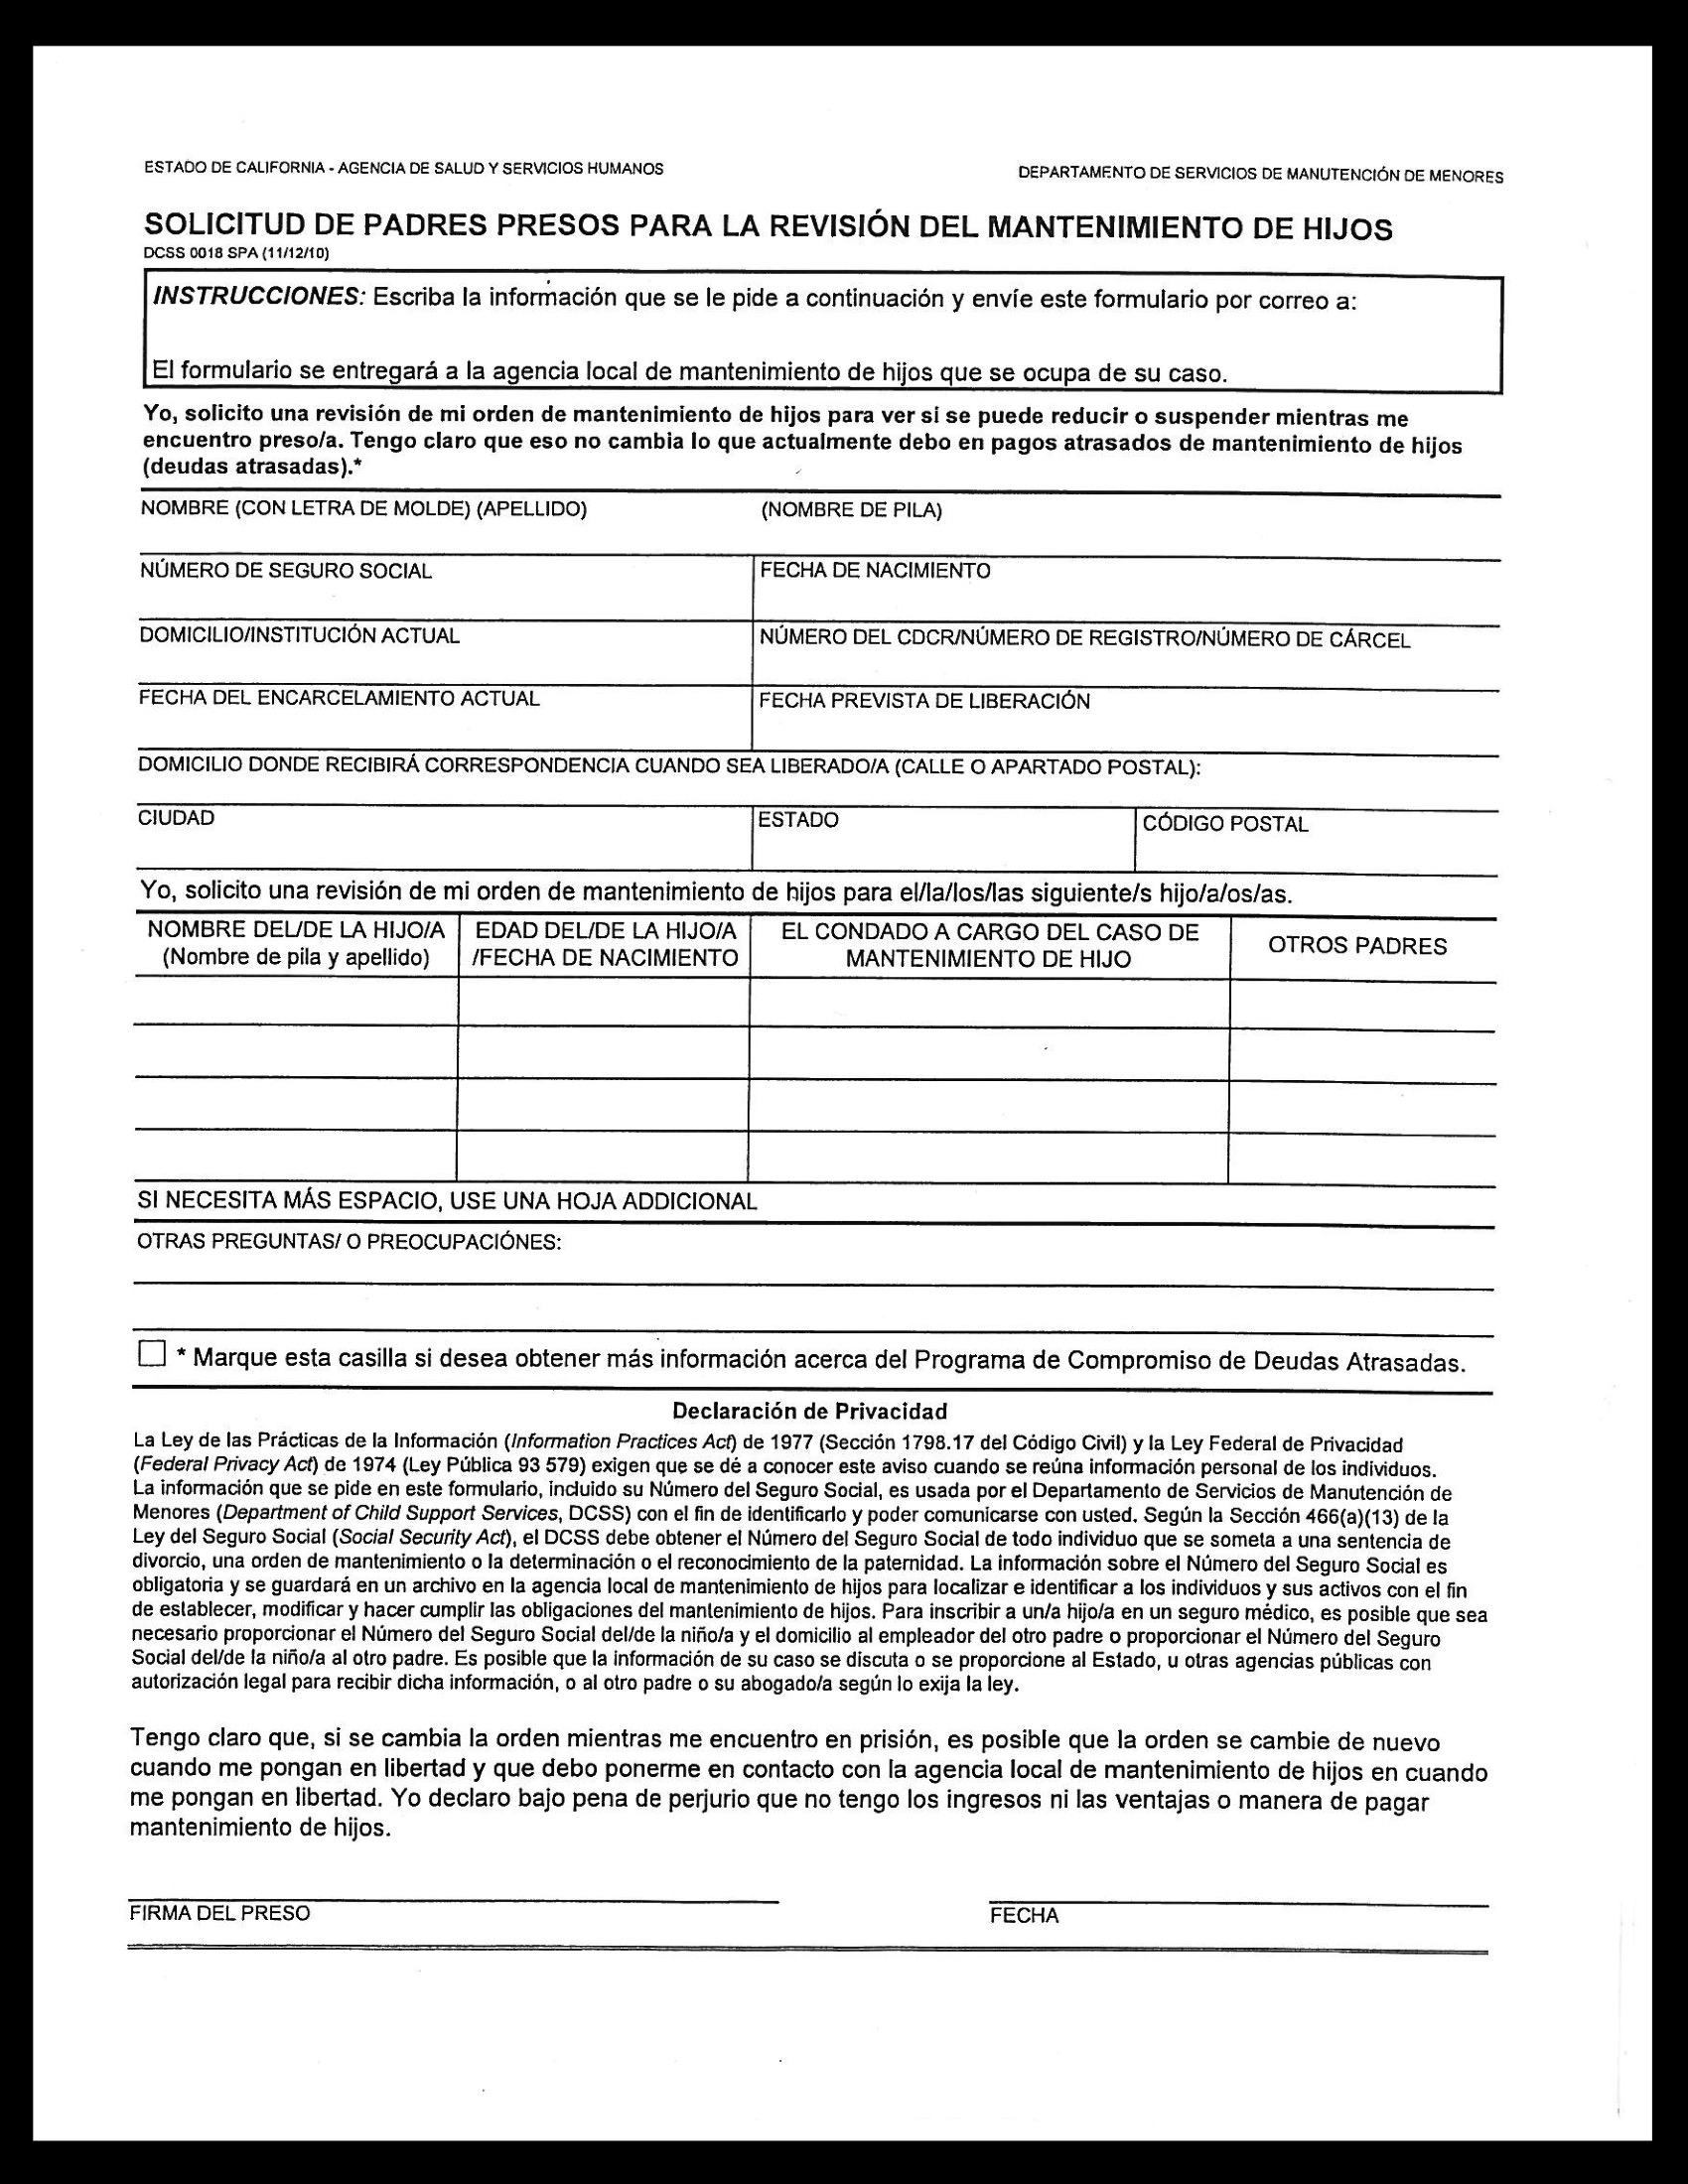 ESTADO DE CALIFORNIA - AGENCIA DE SALUD Y SERVICIOS HUMANOS
DEPARTAMENTO DE SERVICIOS DE MANUTENCIÓN DE MENORES
SOLICITUD DE PADRES PRESOS PARA LA REVISIÓN DEL MANTENIMIENTO DE HIJOS
DCSS 0018 SPA (11/12/10)
INSTRUCCIONES: Escriba la información que se le pide a continuación y envíe este formulario por correo a:
El formulario se entregará a la agencia local de mantenimiento de hijos que se ocupa de su caso.
Yo, solicito una revisión de mi orden de mantenimiento de hijos para ver si se puede reducir o suspender mientras me
encuentro preso/a. Tengo claro que eso no cambia lo que actualmente debo en pagos atrasados de mantenimiento de hijos
(deudas atrasadas).*
NOMBRE (CON LETRA DE MOLDE) (APELLIDO) (NOMBRE DE PILA)
NÚMERO DE SEGURO SOCIAL FECHA DE NACIMIENTO
DOMICILIO/INSTITUCIÓN ACTUAL NÚMERO DEL CDCR/NÚMERO DE REGISTRO/NÚMERO DE CÁRCEL
FECHA DEL ENCARCELAMIENTO ACTUAL FECHA PREVISTA DE LIBERACIÓN
DOMICILIO DONDE RECIBIRÁ CORRESPONDENCIA CUANDO SEA LIBERADO/A (CALLE O APARTADO POSTAL):
CIUDAD ESTADO CÓDIGO POSTAL
Yo, solicito una revisión de mi orden de mantenimiento de hijos para el/la/los/las siguiente/s hijo/a/os/as.
NOMBRE DEL/DE LA HIJO/A
(Nombre de pila y apellido)
EDAD DEL/DE LA HIJO/A
/FECHA DE NACIMIENTO
EL CONDADO A CARGO DEL CASO DE
MANTENIMIENTO DE HIJO
OTROS PADRES
SI NECESITA MÁS ESPACIO, USE UNA HOJA ADDICIONAL
OTRAS PREGUNTAS/ O PREOCUPACIÓNES:
* Marque esta casilla si desea obtener más información acerca del Programa de Compromiso de Deudas Atrasadas.
Declaración de Privacidad
La Ley de las Prácticas de la Información (Information Practices Act) de 1977 (Sección 1798.17 del Código Civil) y la Ley Federal de Privacidad
(Federal Privacy Act) de 1974 (Ley Pública 93 579) exigen que se dé a conocer este aviso cuando se reúna información personal de los individuos.
La información que se pide en este formulario, incluido su Número del Seguro Social, es usada por el Departamento de Servicios de Manutención de
Menores (Department of Child Support Services, DCSS) con el fin de identificarlo y poder comunicarse con usted. Según la Sección 466(a)(13) de la
Ley del Seguro Social (Social Security Act), el DCSS debe obtener el Número del Seguro Social de todo individuo que se someta a una sentencia de
divorcio, una orden de mantenimiento o la determinación o el reconocimiento de la paternidad. La información sobre el Número del Seguro Social es
obligatoria y se guardará en un archivo en la agencia local de mantenimiento de hijos para localizar e identificar a los individuos y sus activos con el fin
de establecer, modificar y hacer cumplir las obligaciones del mantenimiento de hijos. Para inscribir a un/a hijo/a en un seguro médico, es posible que sea
necesario proporcionar el Número del Seguro Social del/de la niño/a y el domicilio al empleador del otro padre o proporcionar el Número del Seguro
Social del/de la niño/a al otro padre. Es posible que la información de su caso se discuta o se proporcione al Estado, u otras agencias públicas con
autorización legal para recibir dicha información, o al otro padre o su abogado/a según lo exija la ley.
Tengo claro que, si se cambia la orden mientras me encuentro en prisión, es posible que la orden se cambie de nuevo
cuando me pongan en libertad y que debo ponerme en contacto con la agencia local de mantenimiento de hijos en cuando
me pongan en libertad. Yo declaro bajo pena de perjurio que no tengo los ingresos ni las ventajas o manera de pagar
mantenimiento de hijos.
FIRMA DEL PRESO FECHA